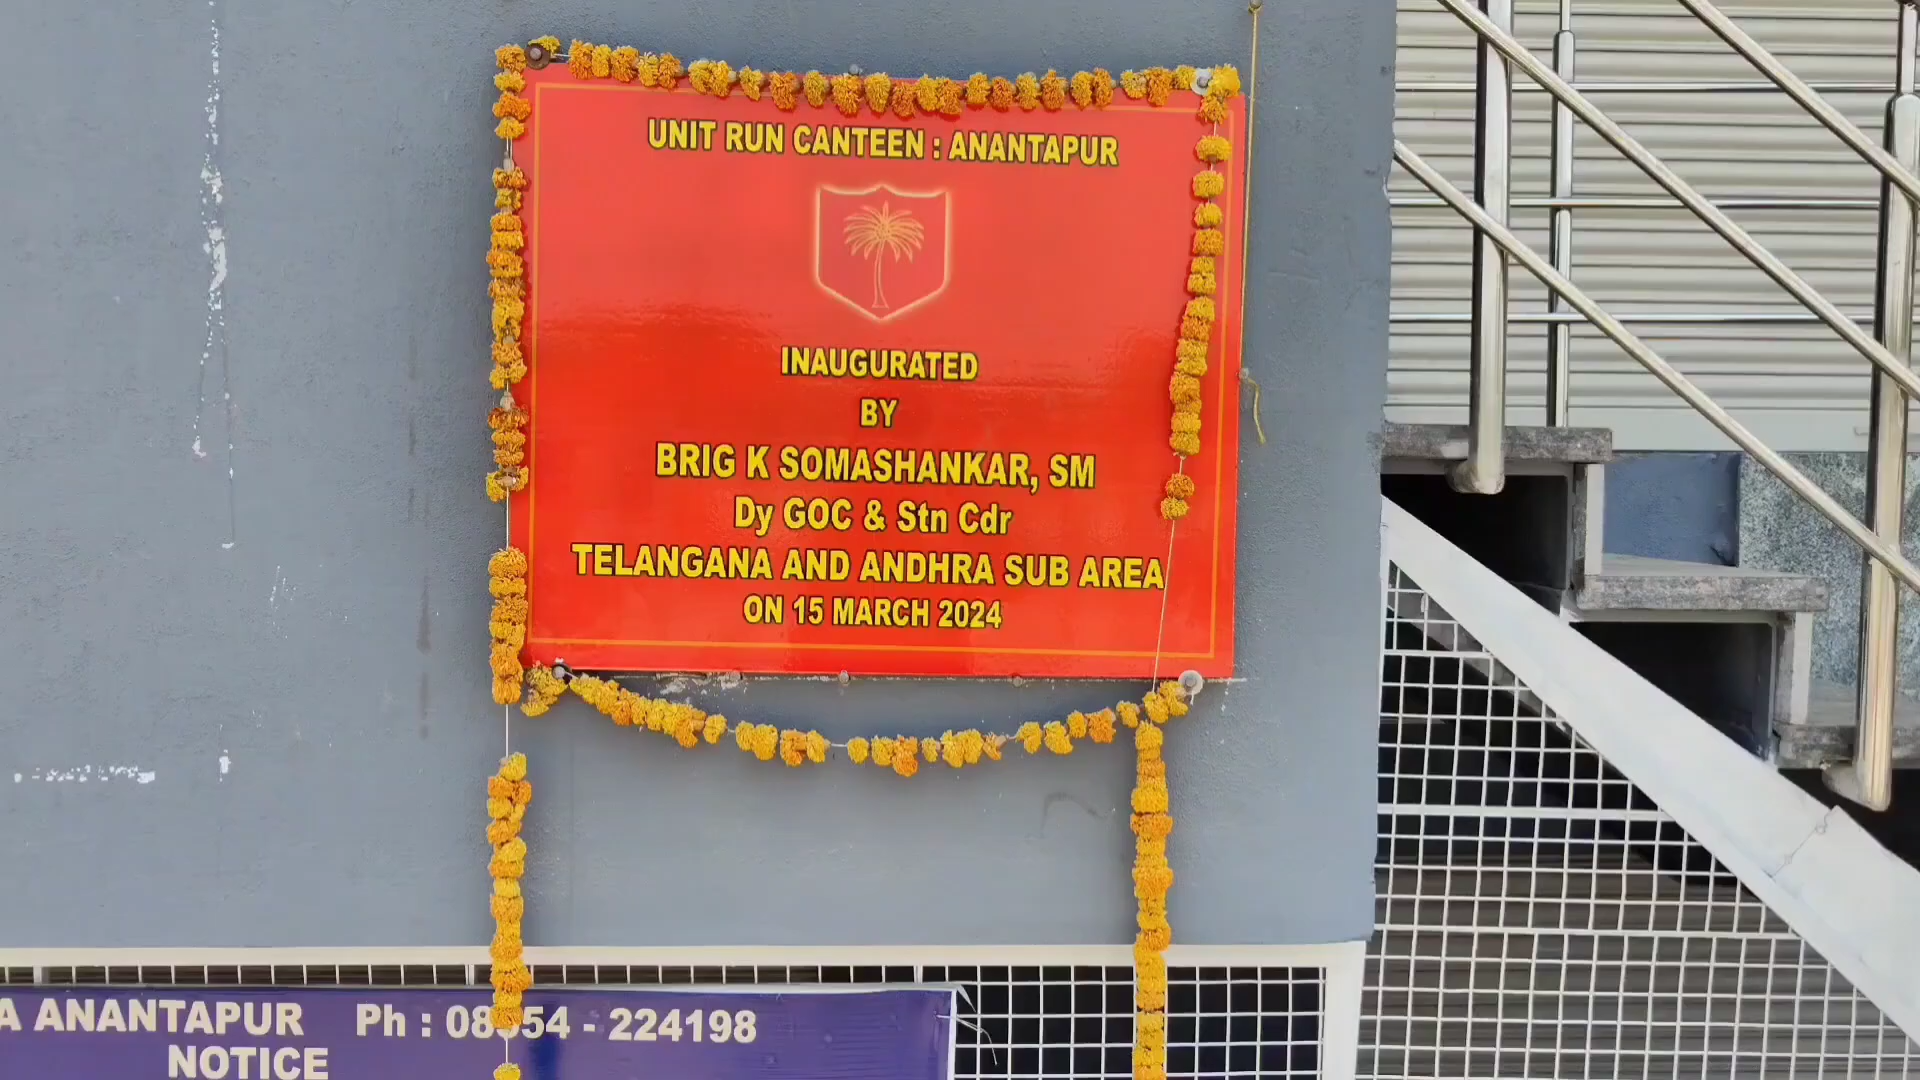 UNIT RUN CANTEEN : ANANTAPUR
INAUGURATED
BY
BRIG K SOMASHANKAR, SM
Dy GOC & Stn Cdr
TELANGANA AND ANDHRA SUB AREA
ON 15 MARCH 2024
ANANTAPUR Ph : 08554 - 224198
NOTICE